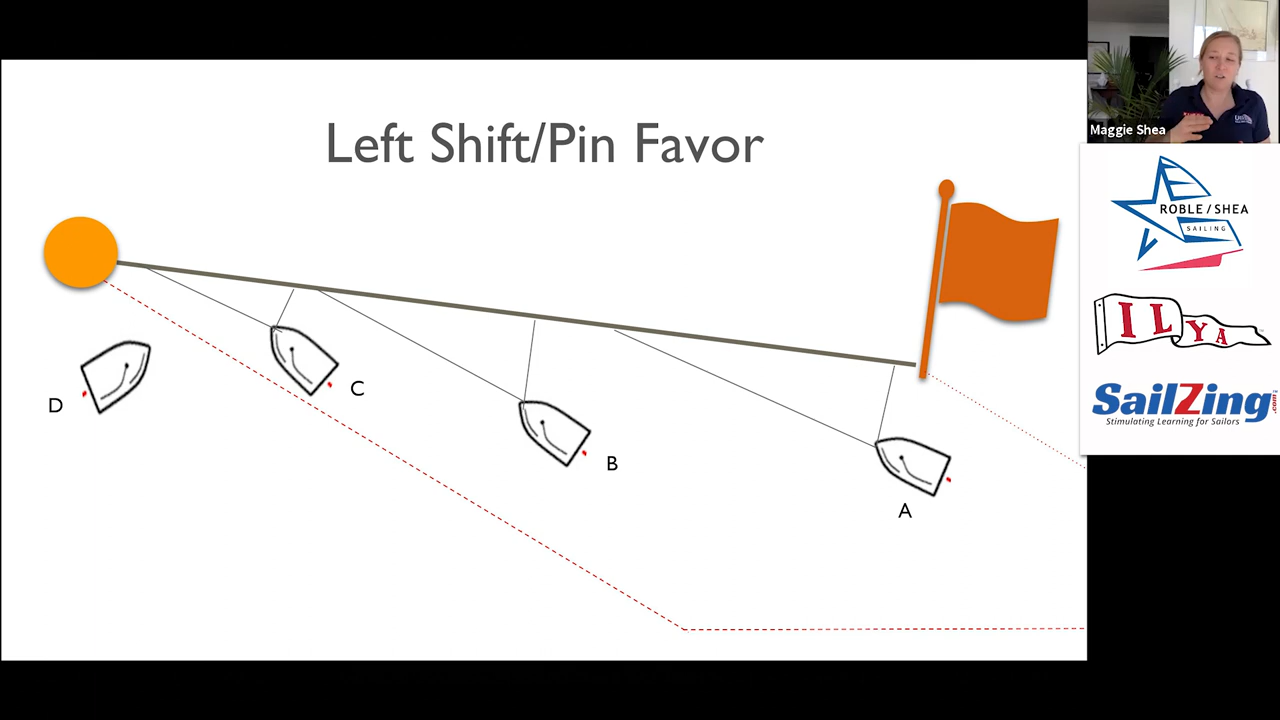 Left Shift/Pin Favor
Maggie Shea
ROBLE / SHEA
SAILING
ILYA
SailZing.com
Stimulating Learning for Sailors
D
C
B
A